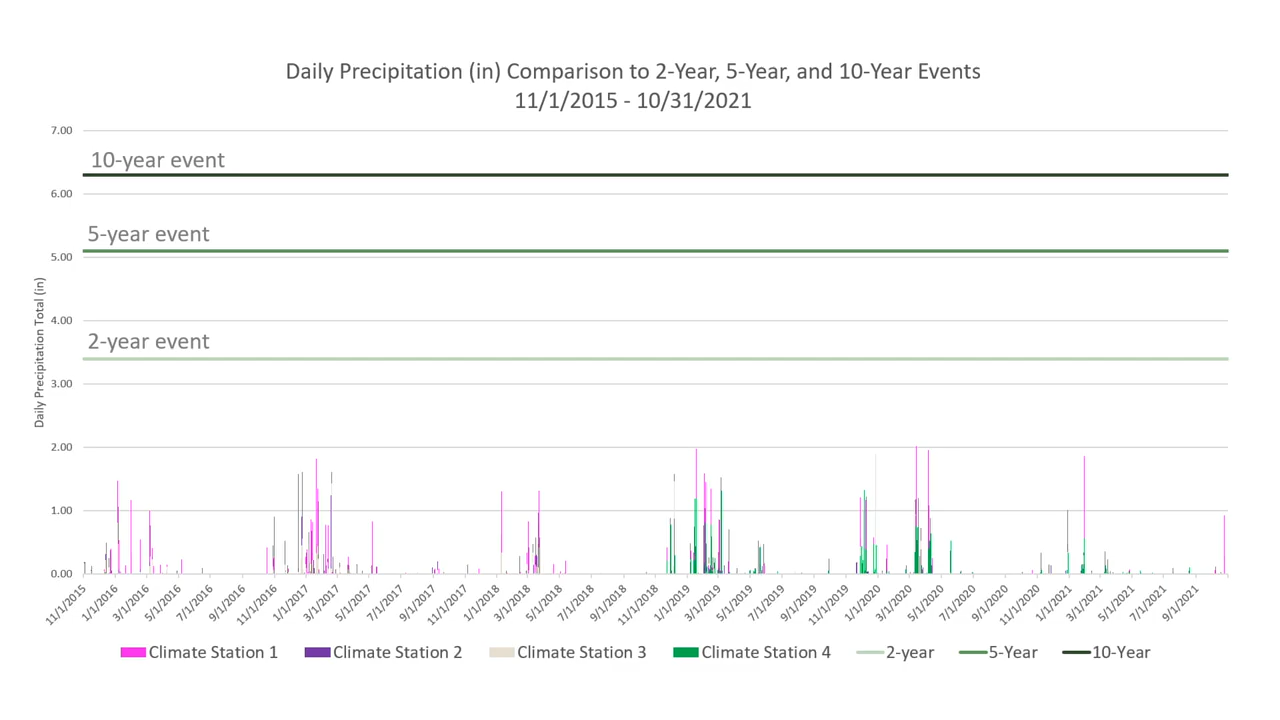 Daily Precipitation (in) Comparison to 2-Year, 5-Year, and 10-Year Events
11/1/2015 - 10/31/2021
7.00
10-year event
6.00
5-year event
5.00
4.00
2-year event
3.00
2.00
1.00
0.00
Daily Precipitation Total (in)
11/1/2015 1/1/2016 3/1/2016 5/1/2016 7/1/2016 9/1/2016 11/1/2016 1/1/2017 3/1/2017 5/1/2017 7/1/2017 9/1/2017 11/1/2017 1/1/2018 3/1/2018 5/1/2018 7/1/2018 9/1/2018 11/1/2018 1/1/2019 3/1/2019 5/1/2019 7/1/2019 9/1/2019 11/1/2019 1/1/2020 3/1/2020 5/1/2020 7/1/2020 9/1/2020 11/1/2020 1/1/2021 3/1/2021 5/1/2021 7/1/2021 9/1/2021
Climate Station 1 Climate Station 2 Climate Station 3 Climate Station 4 2-year 5-Year 10-Year